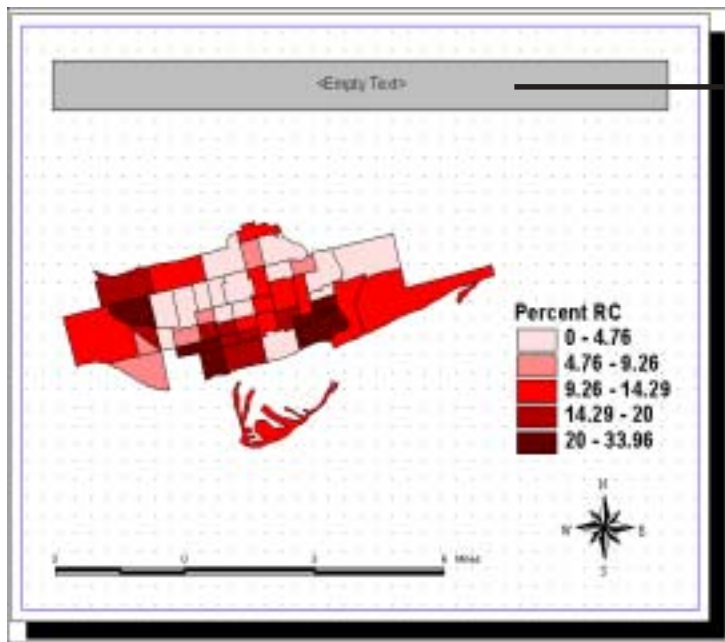 <Empty Text>
Percent RC
0 - 4.76
4.76 - 9.26
9.26 - 14.29
14.29 - 20
20 - 33.96
N
W E
S
0
Miles